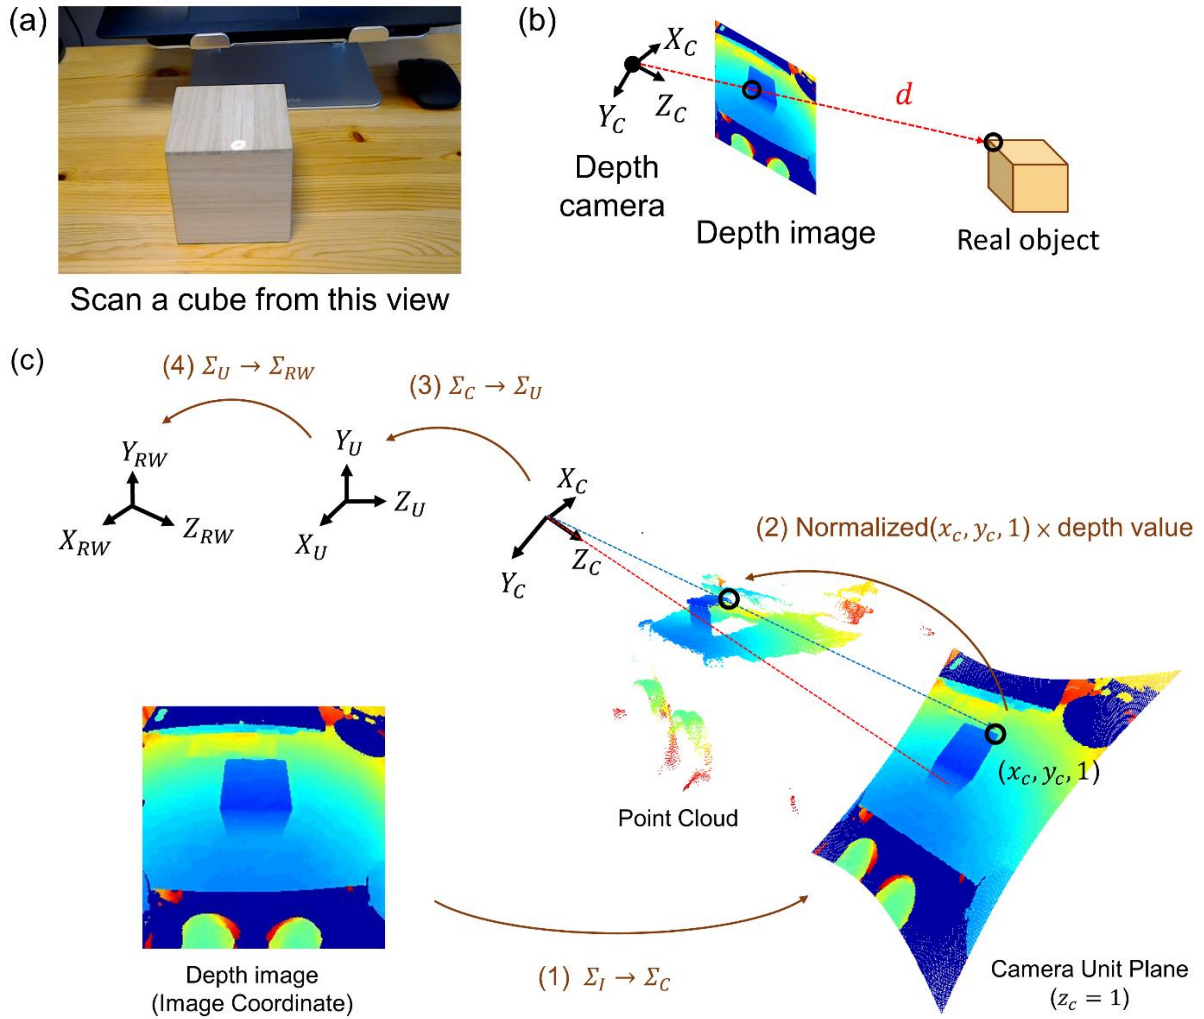 (a)
Scan a cube from this view
(b)
X_C
Y_C
Z_C
d
Depth
camera
Depth image
Real object
(c)
(4) Σ_U → Σ_RW
(3) Σ_C → Σ_U
Y_RW
X_RW
Z_RW
Y_U
Z_U
X_U
X_C
Z_C
Y_C
(2) Normalized(x_c, y_c, 1) × depth value
(x_c, y_c, 1)
Point Cloud
Depth image
(Image Coordinate)
(1) Σ_I → Σ_C
Camera Unit Plane
(z_c = 1)